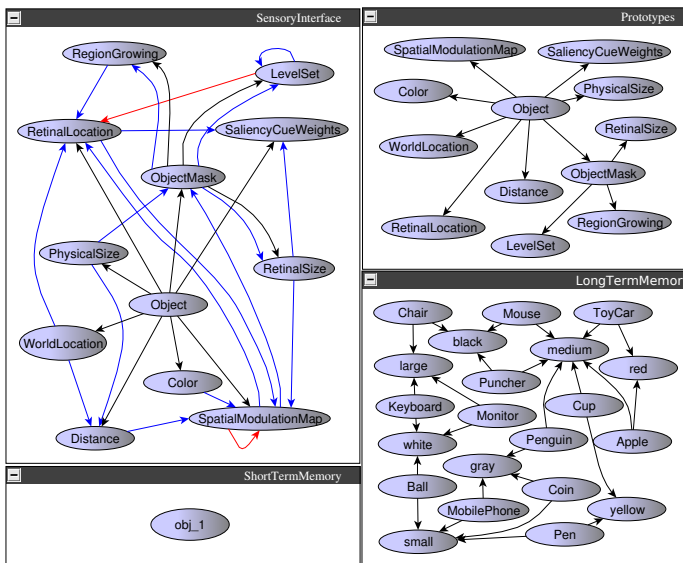 SensoryInterface
RegionGrowing
LevelSet
RetinalLocation
SaliencyCueWeights
ObjectMask
PhysicalSize
RetinalSize
Object
WorldLocation
Color
SpatialModulationMap
Distance
ShortTermMemory
obj_1
Prototypes
SpatialModulationMap
SaliencyCueWeights
Color
PhysicalSize
Object
RetinalSize
WorldLocation
ObjectMask
Distance
RetinalLocation
RegionGrowing
LevelSet
LongTermMemor
Chair
Mouse
ToyCar
black
medium
large
red
Puncher
Keyboard
Monitor
Cup
white
Penguin
Apple
gray
Ball
Coin
MobilePhone
yellow
small
Pen